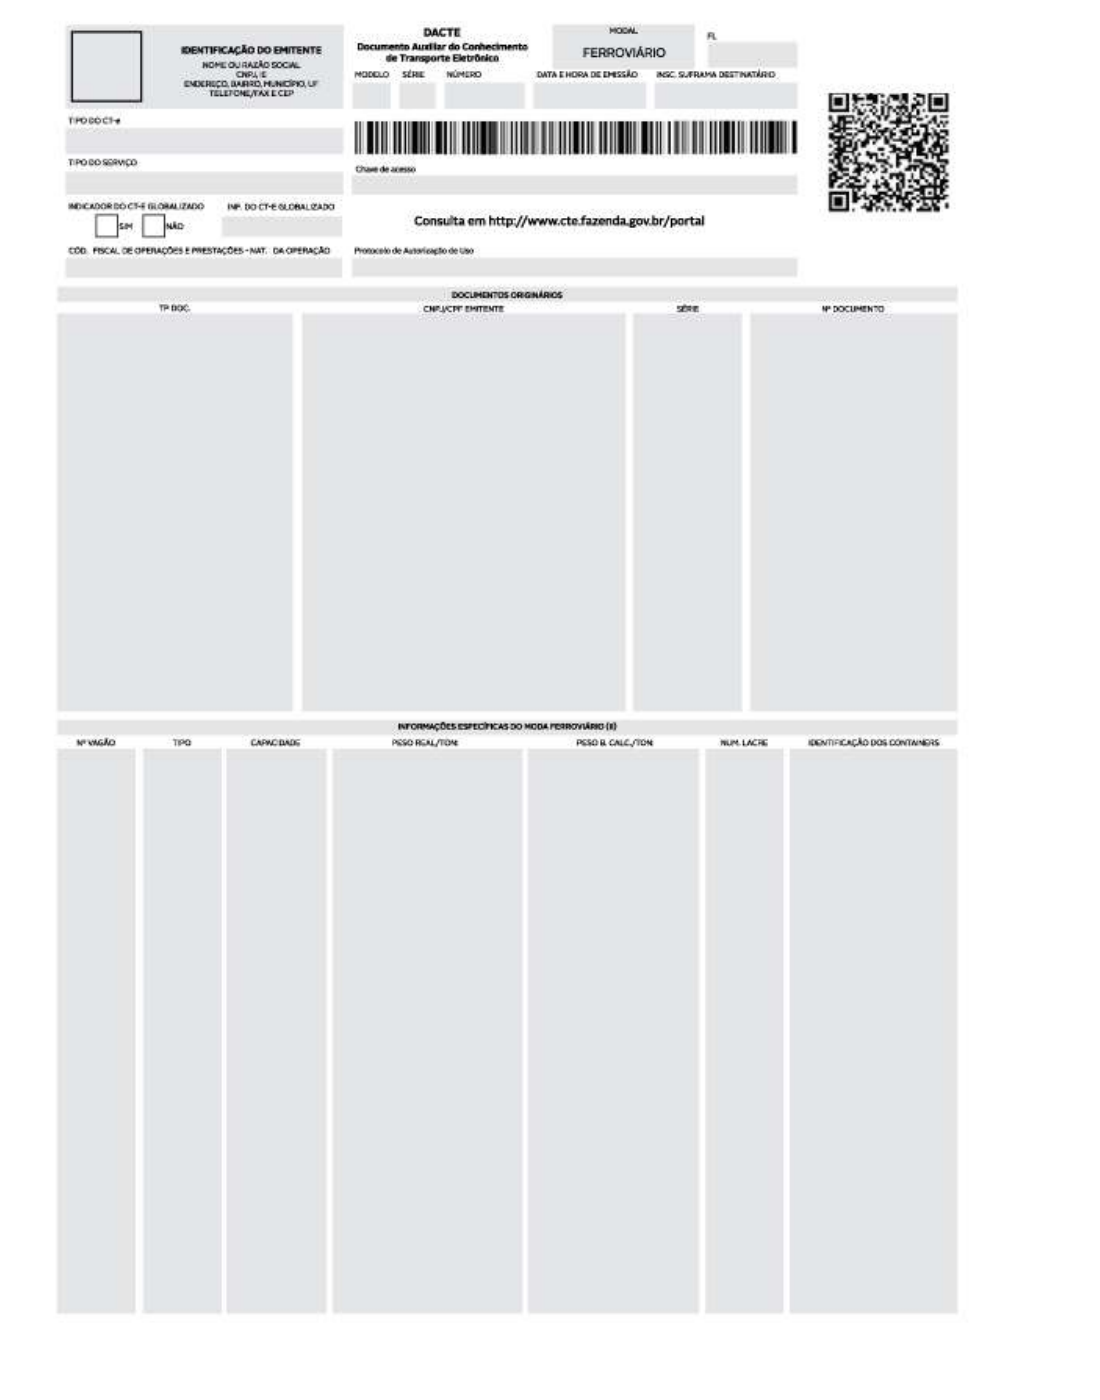 IDENTIFICAÇÃO DO EMITENTE
NOME OU RAZÃO SOCIAL
CNPJ, IE
ENDEREÇO, BAIRRO, MUNICÍPIO, UF
TELEFONE/FAX E CEP
DACTE
Documento Auxiliar do Conhecimento
de Transporte Eletrônico
MODAL
FERROVIÁRIO
FL
MODELO SÉRIE NÚMERO DATA E HORA DE EMISSÃO INSC. SUFRAMA DESTINATÁRIO
TIPO DO CT-e
TIPO DO SERVIÇO
Chave de acesso
INDICADOR DO CT-E GLOBALIZADO INF. DO CT-E GLOBALIZADO
SIM NÃO
Consulta em http://www.cte.fazenda.gov.br/portal
CÓD. FISCAL DE OPERAÇÕES E PRESTAÇÕES - NAT. DA OPERAÇÃO
Protocolo de Autorização de Uso
DOCUMENTOS ORIGINÁRIOS
TP DOC. CNPJ/CPF EMITENTE SÉRIE Nº DOCUMENTO
INFORMAÇÕES ESPECÍFICAS DO MODA FERROVIÁRIO (II)
Nº VAGÃO TIPO CAPACIDADE PESO REAL/TON PESO B. CALC./TON NUM. LACRE IDENTIFICAÇÃO DOS CONTAINERS